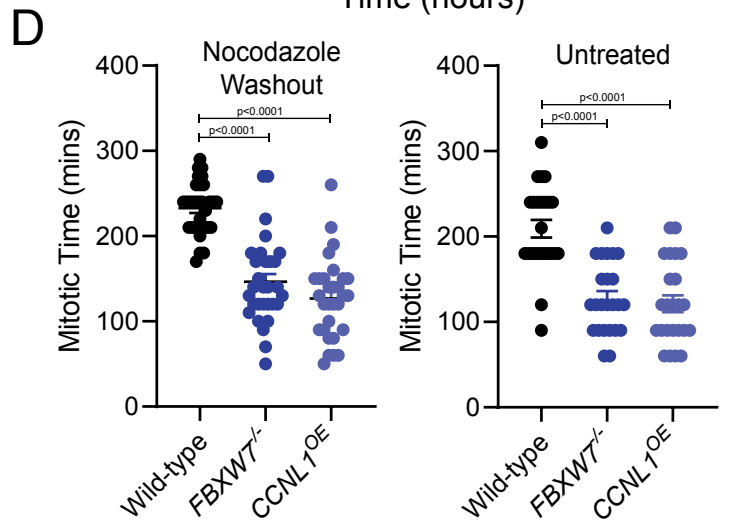 Time (hours)
D
Nocodazole
Washout
Mitotic Time (mins)
400
300
200
100
0
p<0.0001
p<0.0001
Wild-type
FBXW7-/-
CCNL1OE
Untreated
Mitotic Time (mins)
400
300
200
100
0
p<0.0001
p<0.0001
Wild-type
FBXW7-/-
CCNL1OE